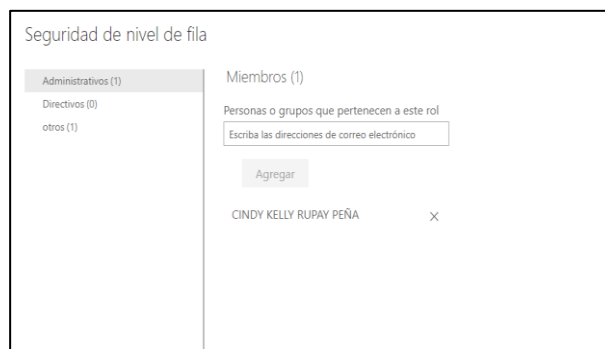 Seguridad de nivel de fila
Administrativos (1)
Directivos (0)
otros (1)
Miembros (1)
Personas o grupos que pertenecen a este rol
Escriba las direcciones de correo electrónico
Agregar
CINDY KELLY RUPAY PEÑA